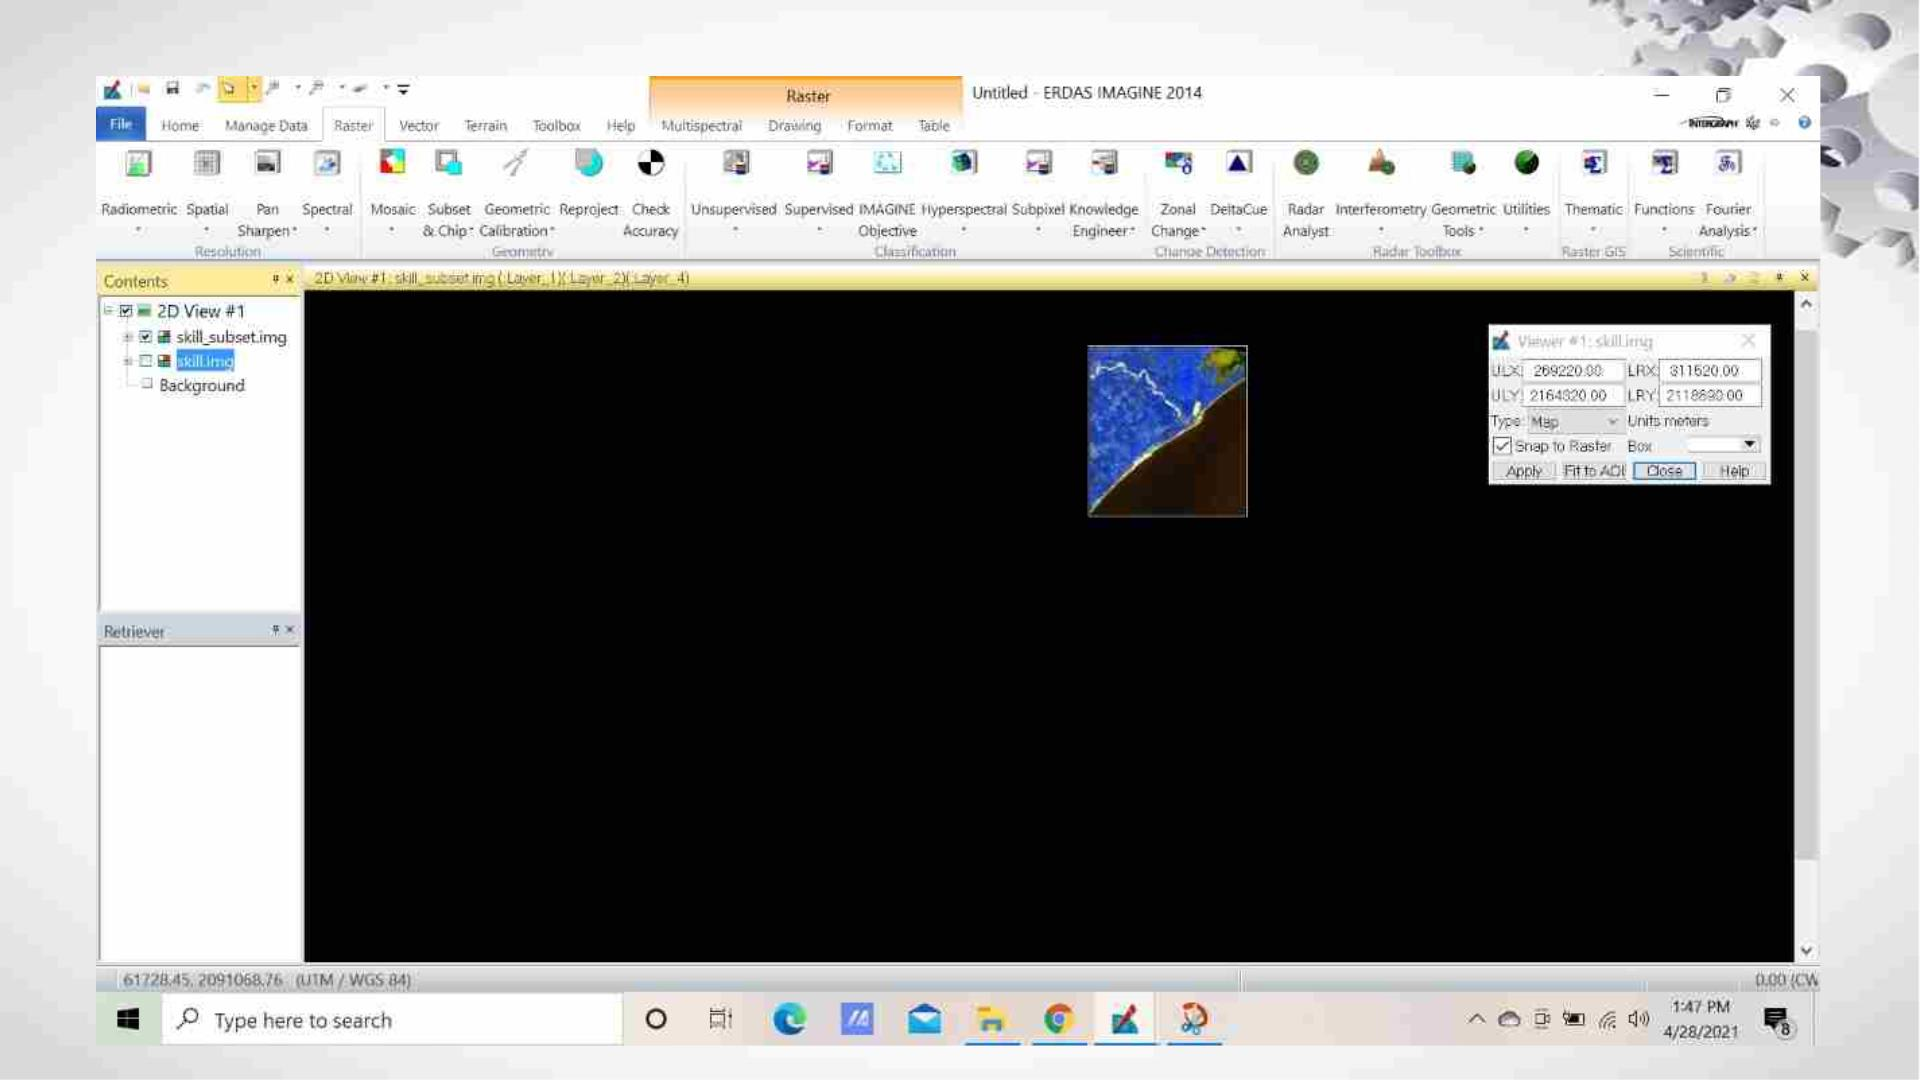 Raster
Untitled - ERDAS IMAGINE 2014
File Home Manage Data Raster Vector Terrain Toolbox Help Multispectral Drawing Format Table
INTERGRAPH
Radiometric Spatial Pan Sharpen Spectral Mosaic Subset & Chip Geometric Calibration Reproject Check Accuracy Unsupervised Supervised IMAGINE Objective Hyperspectral Subpixel Knowledge Engineer Zonal Change DeltaCue Radar Analyst Interferometry Geometric Tools Utilities Thematic Functions Fourier Analysis
Resolution Geometry Classification Change Detection Radar Toolbox Raster GIS Scientific
Contents
2D View #1: skill_subset.img (:Layer_1)(:Layer_2)(:Layer_4)
2D View #1
skill_subset.img
skill.img
Background
Viewer #1: skill.img
ULX: 269220.00 LRX: 311520.00
ULY: 2164320.00 LRY: 2118690.00
Type: Map Units meters
Snap to Raster Box
Apply Fit to AOI Close Help
Retriever
61728.45, 2091068.76 (UTM / WGS 84)
0.00 (CW
Type here to search
1:47 PM
4/28/2021
8